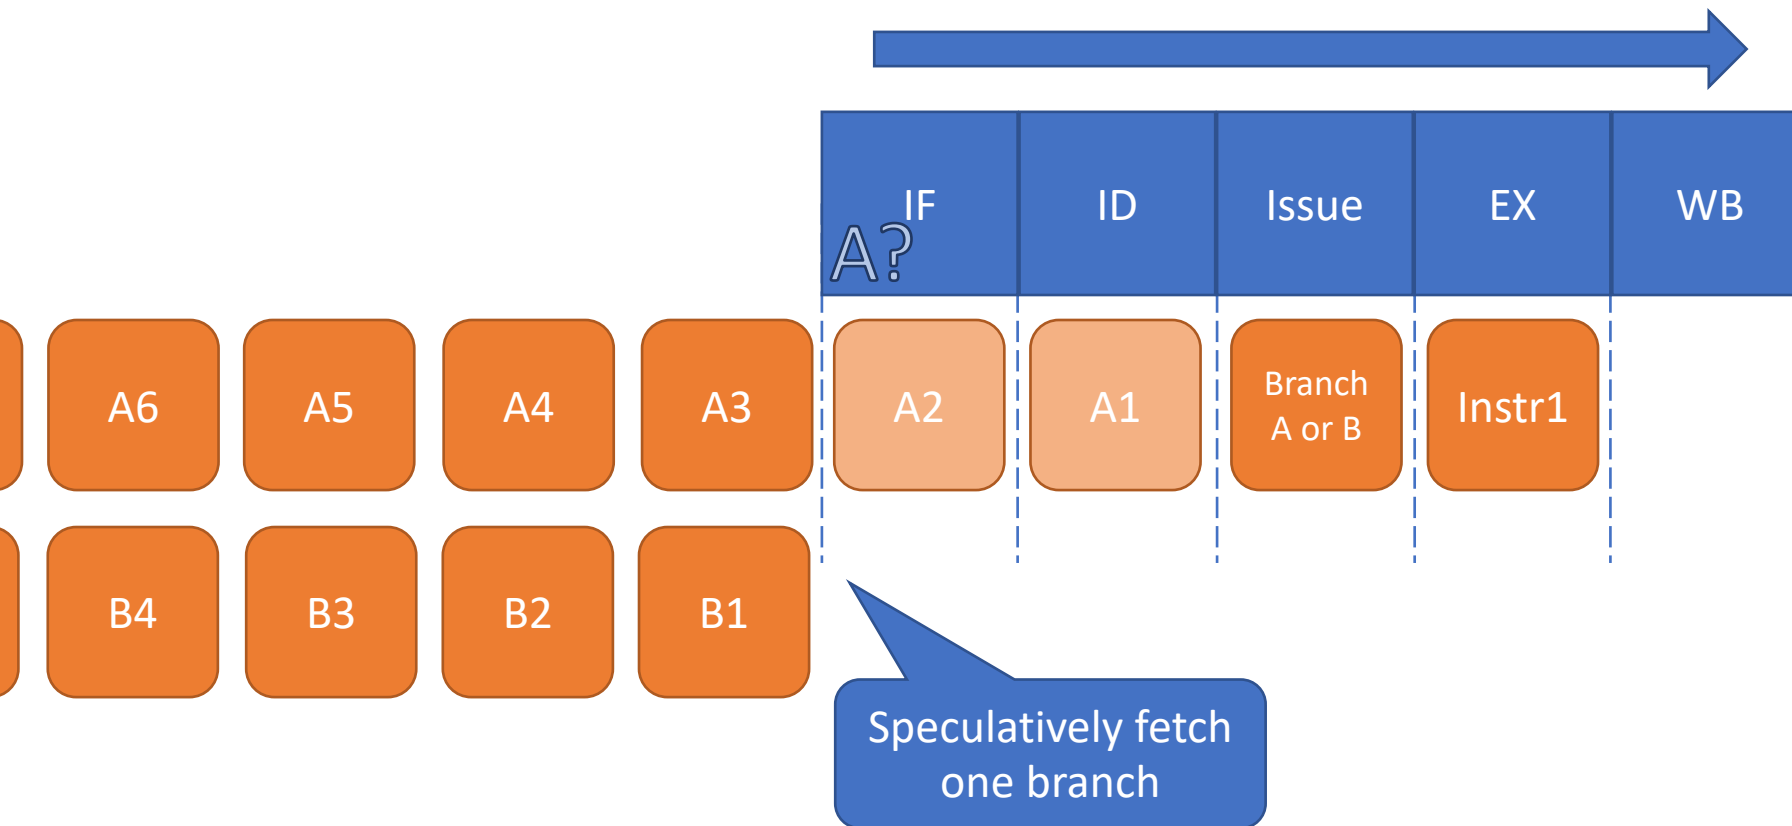 IF
ID
Issue
EX
WB
A?
A6
A5
A4
A3
A2
A1
Branch
A or B
Instr1
B4
B3
B2
B1
Speculatively fetch
one branch